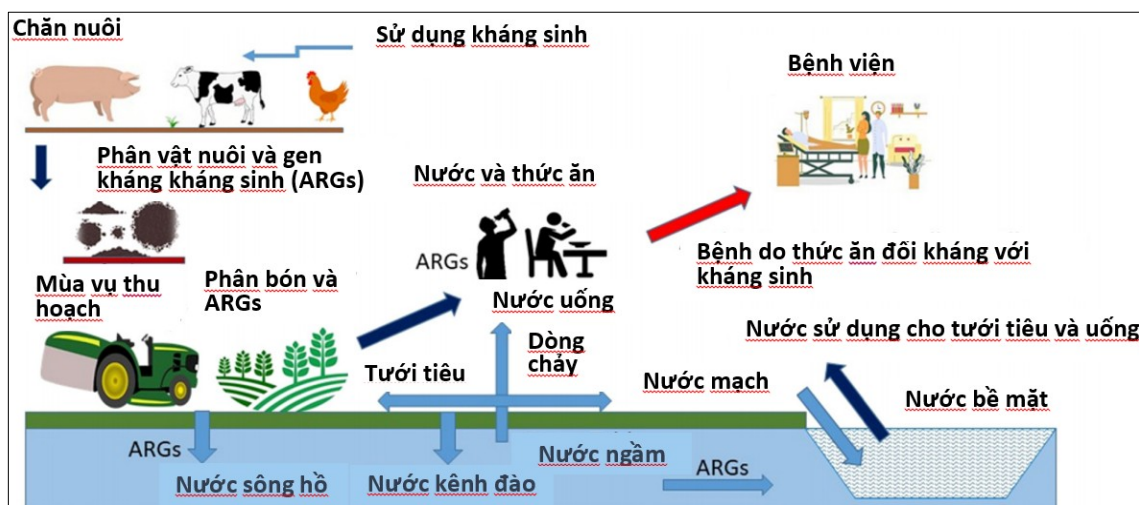 Chăn nuôi
Sử dụng kháng sinh
Bệnh viện
Phân vật nuôi và gen
kháng kháng sinh (ARGs)
Nước và thức ăn
ARGs
Bệnh do thức ăn đối kháng với
kháng sinh
Mùa vụ thu
hoạch
Phân bón và
ARGs
Nước uống
Nước sử dụng cho tưới tiêu và uống
Dòng
chảy
Tưới tiêu
Nước mạch
Nước bề mặt
ARGs
Nước ngầm
ARGs
Nước sông hồ
Nước kênh đào